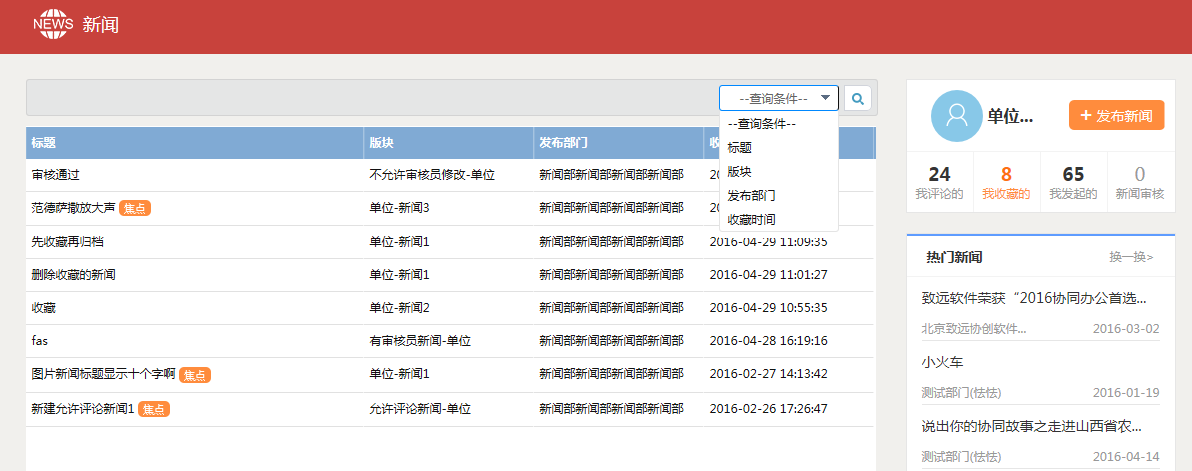 NEWS 新闻
--查询条件--
--查询条件--
标题
版块
发布部门
收藏时间
标题 版块 发布部门 收
审核通过 不允许审核员修改-单位 新闻部新闻部新闻部新闻部 20
范德萨撒放大声 焦点 单位-新闻3 新闻部新闻部新闻部新闻部 20
先收藏再归档 单位-新闻1 新闻部新闻部新闻部新闻部 2016-04-29 11:09:35
删除收藏的新闻 单位-新闻1 新闻部新闻部新闻部新闻部 2016-04-29 11:01:27
收藏 单位-新闻2 新闻部新闻部新闻部新闻部 2016-04-29 10:55:35
fas 有审核员新闻-单位 新闻部新闻部新闻部新闻部 2016-04-28 16:19:16
图片新闻标题显示十个字啊 焦点 单位-新闻1 新闻部新闻部新闻部新闻部 2016-02-27 14:13:42
新建允许评论新闻1 焦点 允许评论新闻-单位 新闻部新闻部新闻部新闻部 2016-02-26 17:26:47
单位... + 发布新闻
24 8 65 0
我评论的 我收藏的 我发起的 新闻审核
热门新闻 换一换>
致远软件荣获“2016协同办公首选...
北京致远协创软件... 2016-03-02
小火车
测试部门(怯怯) 2016-01-19
说出你的协同故事之走进山西省农...
测试部门(怯怯) 2016-04-14